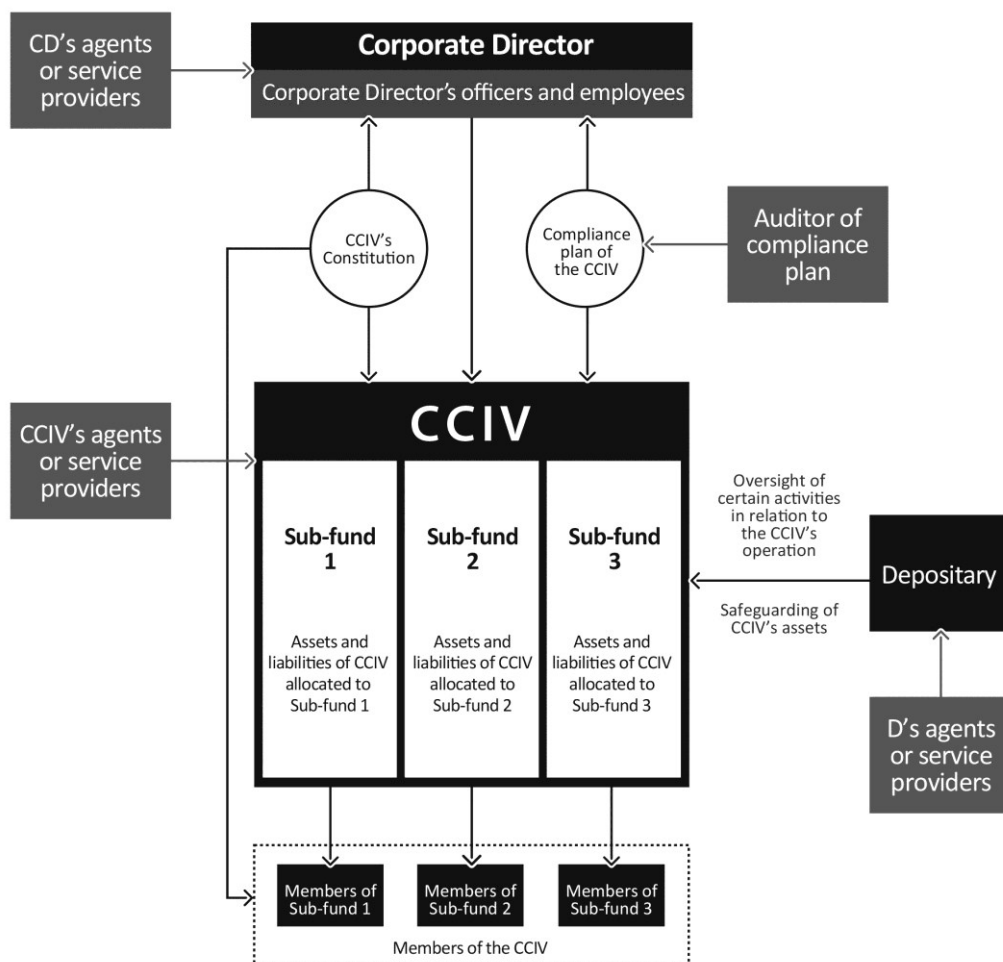 CD’s agents
or service
providers
Corporate Director
Corporate Director’s officers and employees
CCIV’s
Constitution
Compliance
plan of
the CCIV
Auditor of
compliance
plan
CCIV’s agents
or service
providers
CCIV
Sub-fund
1
Assets and
liabilities of CCIV
allocated to
Sub-fund 1
Sub-fund
2
Assets and
liabilities of CCIV
allocated to
Sub-fund 2
Sub-fund
3
Assets and
liabilities of CCIV
allocated to
Sub-fund 3
Oversight of
certain activities
in relation to
the CCIV’s
operation
Safeguarding of
CCIV’s assets
Depositary
D’s agents
or service
providers
Members of
Sub-fund 1
Members of
Sub-fund 2
Members of
Sub-fund 3
Members of the CCIV